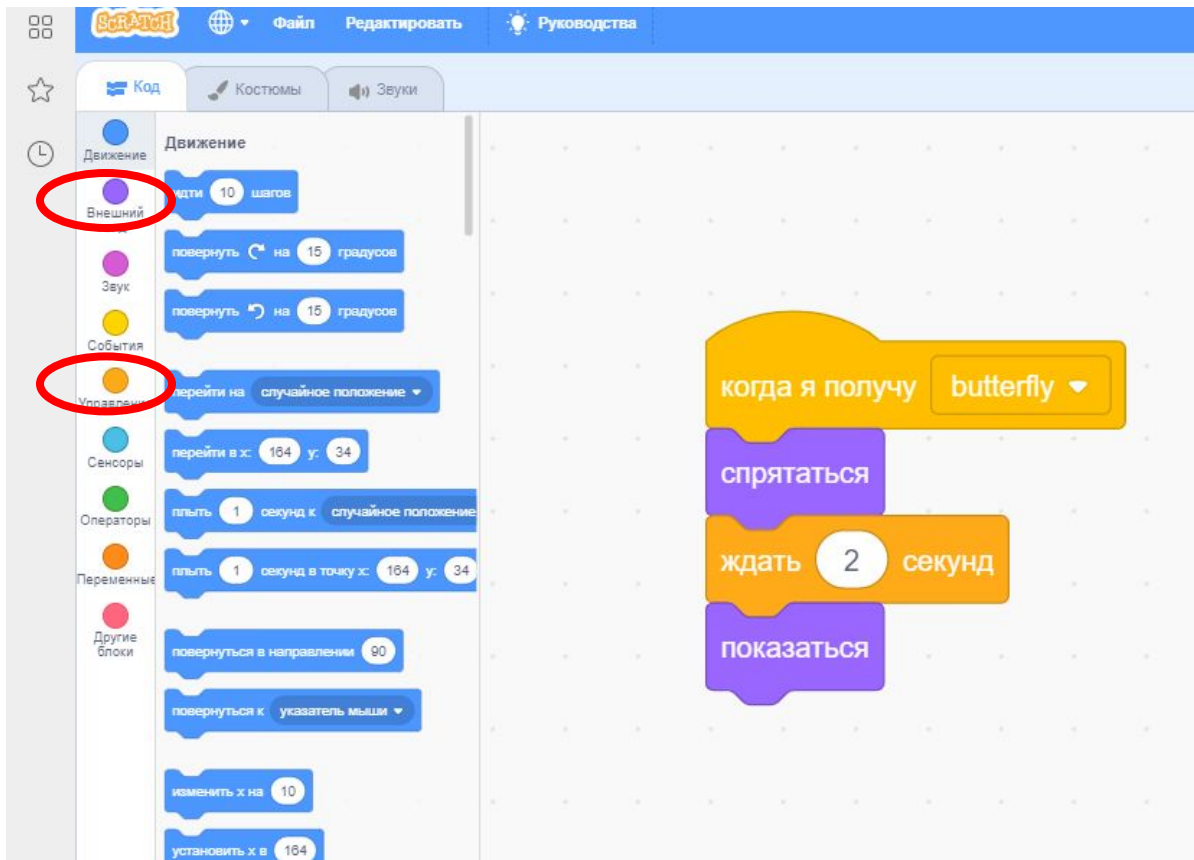 SCRATCH Файл Редактировать Руководства
Код Костюмы Звуки
Движение
Внешний
Звук
События
Управление
Сенсоры
Операторы
Переменные
Другие
блоки
Движение
идти 10 шагов
повернуть на 15 градусов
повернуть на 15 градусов
перейти на случайное положение
перейти в x: 164 y: 34
плыть 1 секунд к случайное положение
плыть 1 секунд в точку x: 164 y: 34
повернуться в направлении 90
повернуться к указатель мыши
изменить x на 10
установить x в 164
когда я получу butterfly
спрятаться
ждать 2 секунд
показаться